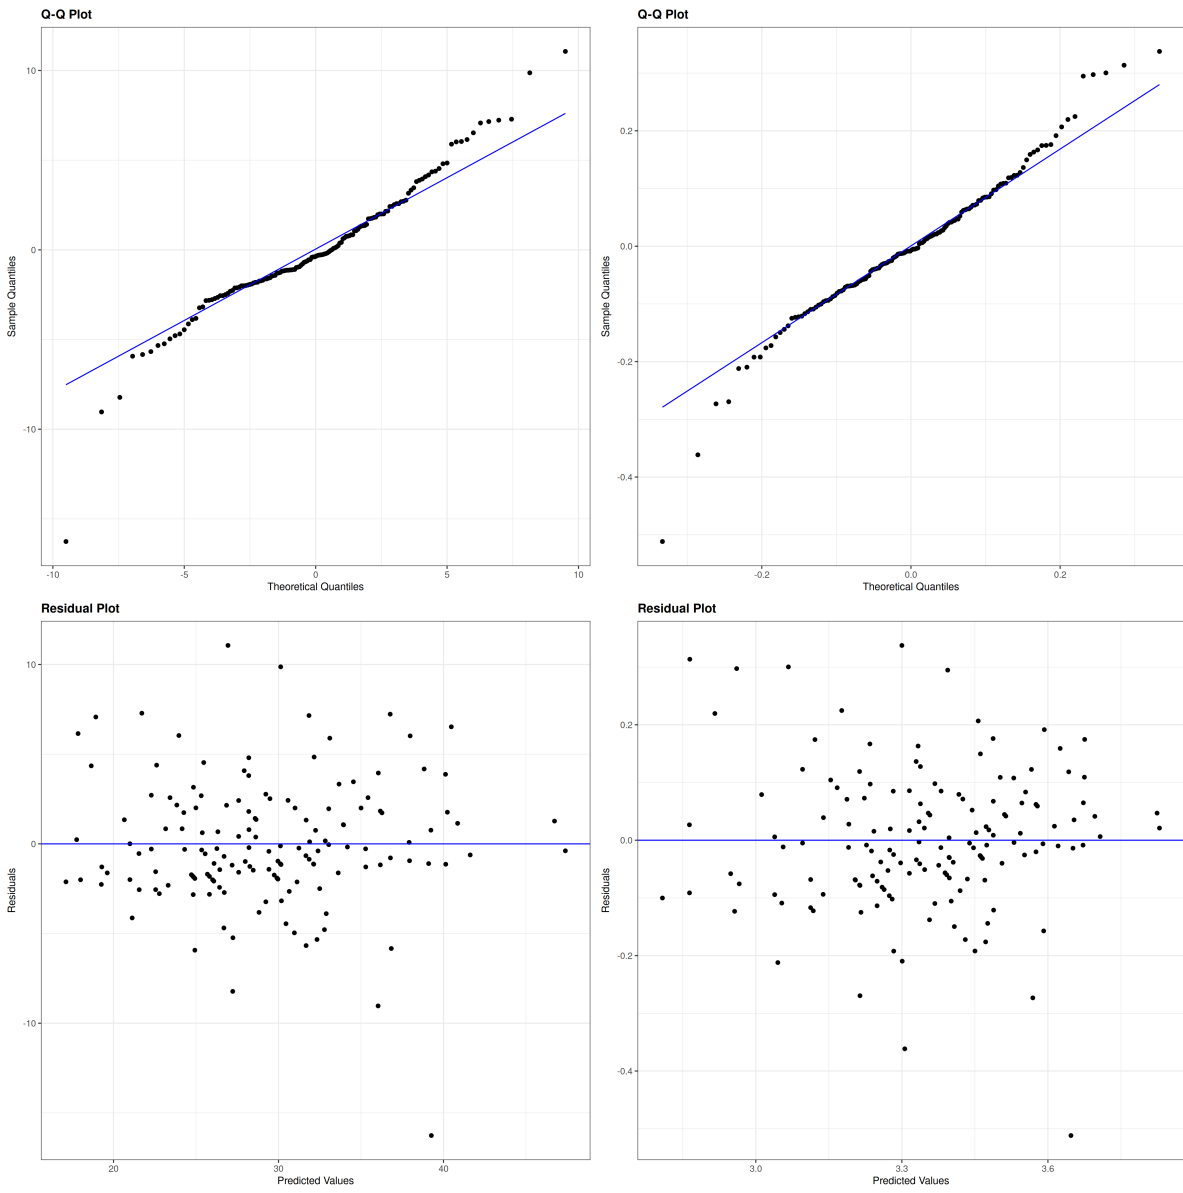 Q-Q Plot
Sample Quantiles
10
0
-10
-10
-5
0
5
10
Theoretical Quantiles
Q-Q Plot
Sample Quantiles
0.2
0.0
-0.2
-0.4
-0.2
0.0
0.2
Theoretical Quantiles
Residual Plot
Residuals
10
0
-10
20
30
40
Predicted Values
Residual Plot
Residuals
0.2
0.0
-0.2
-0.4
3.0
3.3
3.6
Predicted Values